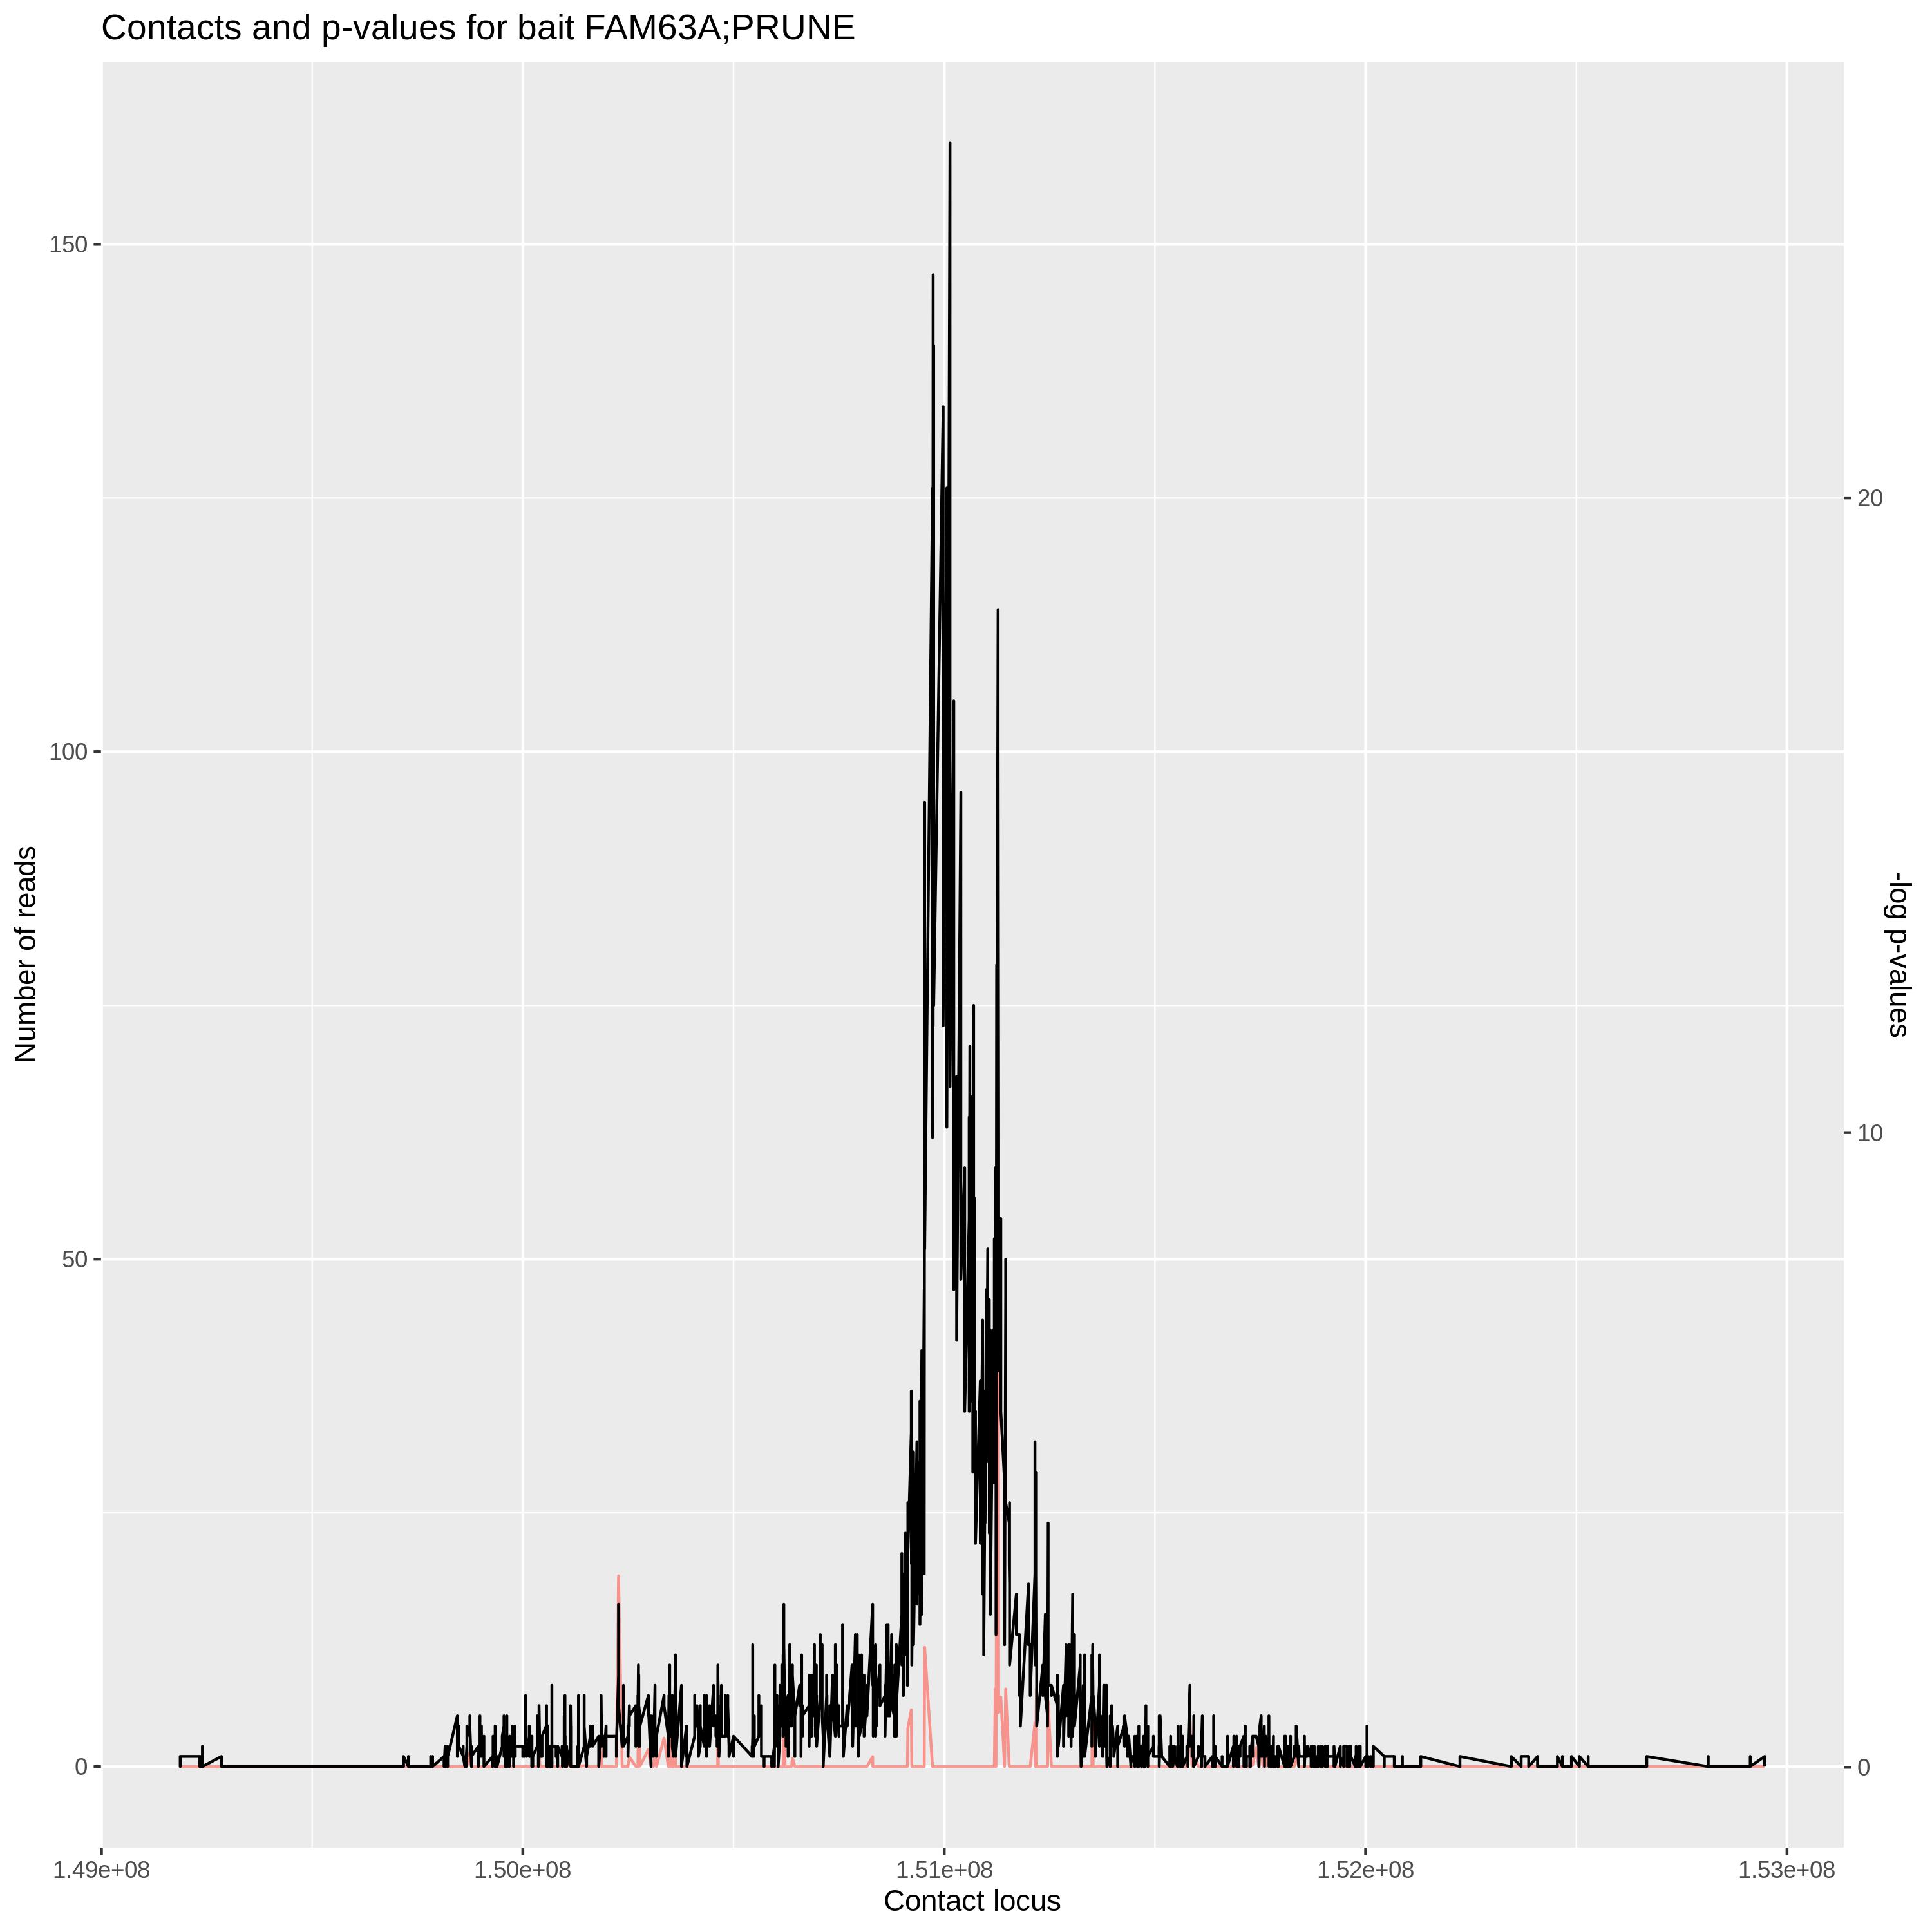 Contacts and p-values for bait FAM63A;PRUNE
150
100
50
0
Number of reads
20
10
0
-log p-values
1.49e+08 1.50e+08 1.51e+08 1.52e+08 1.53e+08
Contact locus